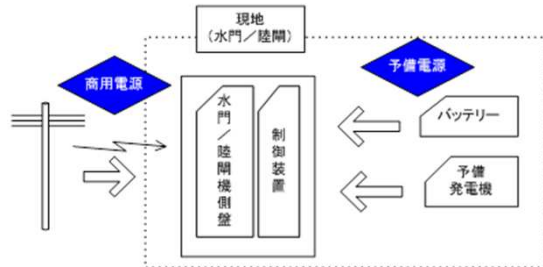 現地
(水門／陸閘)
商用電源
予備電源
水門／陸閘機側盤
制御装置
バッテリー
予備
発電機